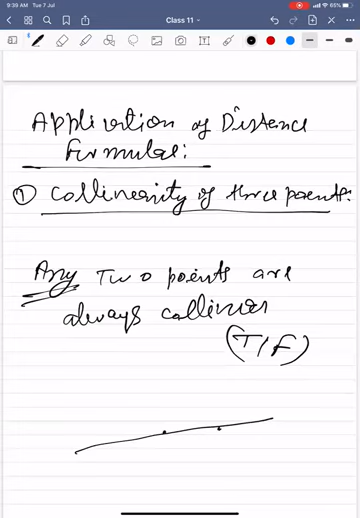 9:39 AM Tue 7 Jul
65%
Class 11
Application of Distance
Formulae:
① Collinearity of three points:
Any Two points are
always collinear
(T/F)